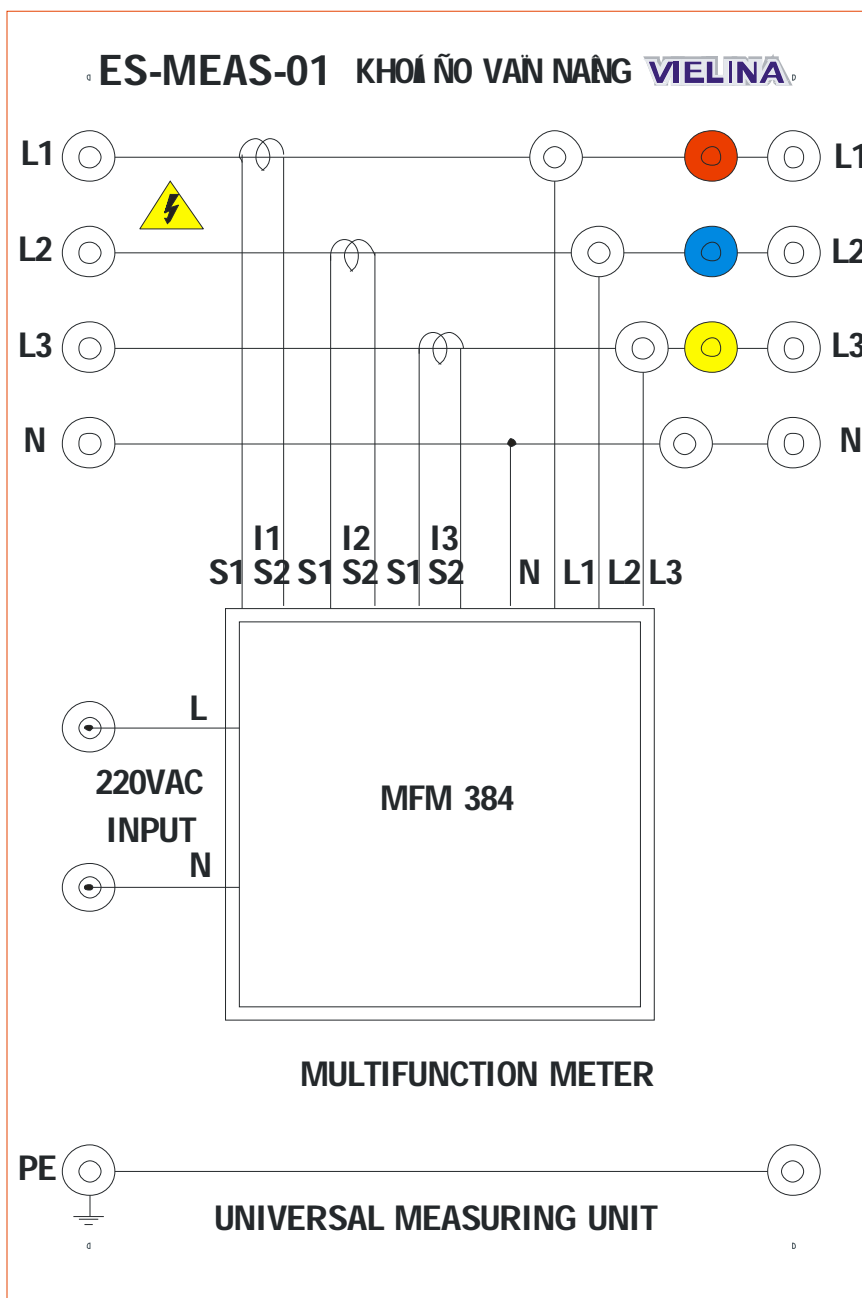 ES-MEAS-01 KHOÁI ÑO VAÏN NAÊNG VIELINA
L1 L1
L2 L2
L3 L3
N N
I1 I2 I3
S1 S2 S1 S2 S1 S2 N L1 L2 L3
L
220VAC
INPUT
N
MFM 384
MULTIFUNCTION METER
PE
UNIVERSAL MEASURING UNIT